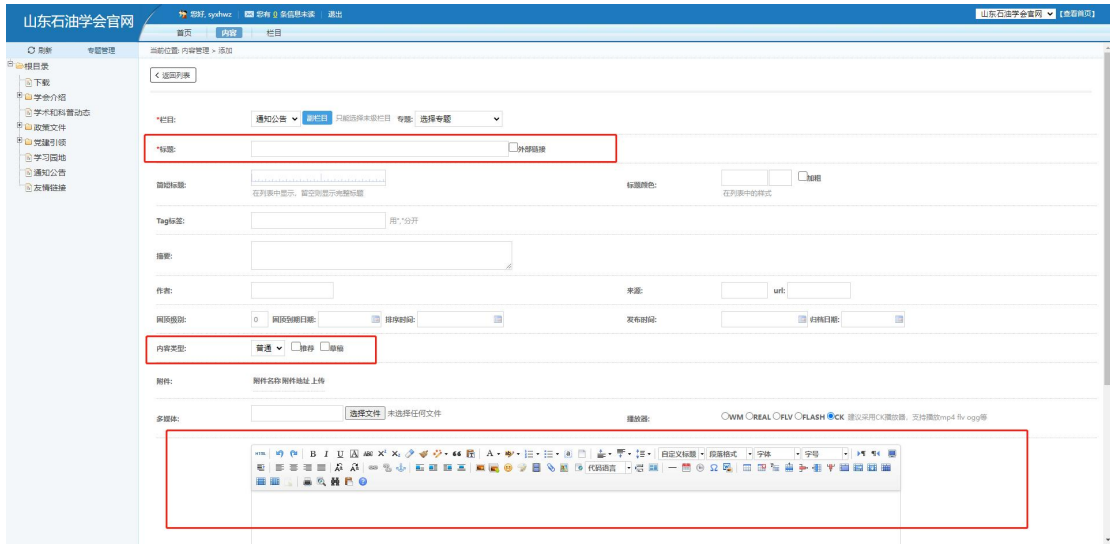 山东石油学会官网
您好, syxhwz 您有 0 条信息未读 退出
山东石油学会官网 [查看首页]
首页 内容 栏目
刷新 专题管理
当前位置: 内容管理 > 添加
根目录
下载
学会介绍
学术和科普动态
政策文件
党建引领
学习园地
通知公告
友情链接
返回列表
*栏目: 通知公告 副栏目 只能选择末级栏目 专题: 选择专题
*标题: 外部链接
简短标题: 标题颜色: 加粗
在列表中显示，留空则显示完整标题 在列表中的样式
Tag标签: 用","分开
摘要:
作者: 来源: url:
固顶级别: 0 固顶到期日期: 排序时间: 发布时间: 归档日期:
内容类型: 普通 推荐 草稿
附件: 附件名称 附件地址 上传
多媒体: 选择文件 未选择任何文件 播放器: WM REAL FLV FLASH CK 建议采用CK播放器，支持播放mp4 flv ogg等
HTML B I U A ABC X² X₂ A 自定义标题 段落格式 字体 字号
代码语言